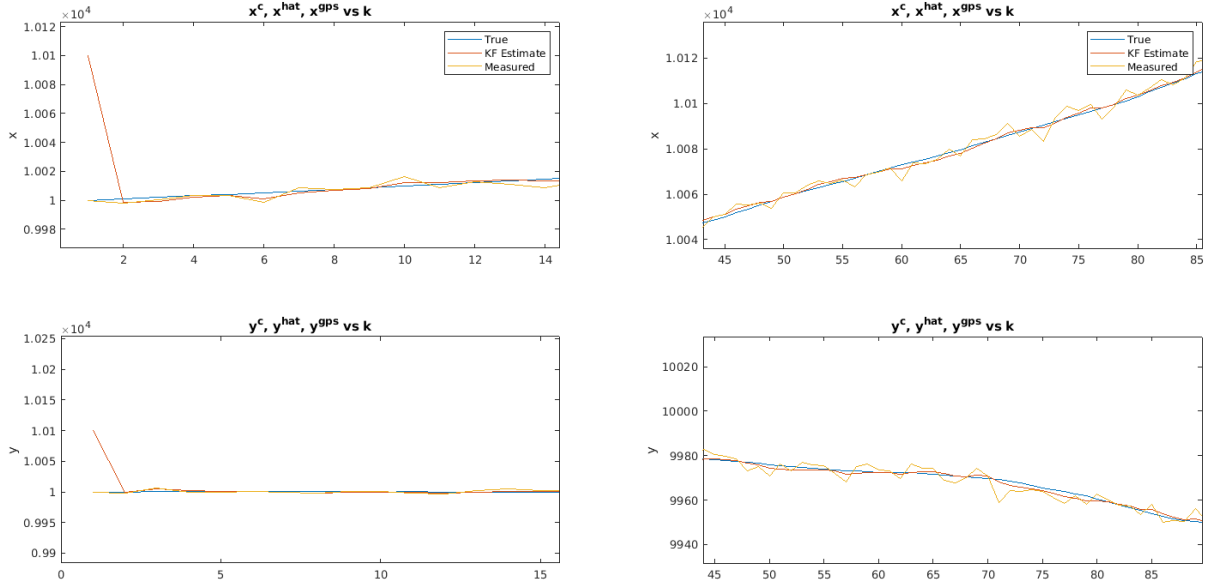 ×10⁴
x^c, x^hat, x^gps vs k
1.012
1.01
1.008
1.006
1.004
1.002
1
0.998
x
True
KF Estimate
Measured
2 4 6 8 10 12 14
×10⁴
x^c, x^hat, x^gps vs k
1.012
1.01
1.008
1.006
1.004
x
True
KF Estimate
Measured
45 50 55 60 65 70 75 80 85
×10⁴
y^c, y^hat, y^gps vs k
1.025
1.02
1.015
1.01
1.005
1
0.995
0.99
y
0 5 10 15
y^c, y^hat, y^gps vs k
10020
10000
9980
9960
9940
y
45 50 55 60 65 70 75 80 85